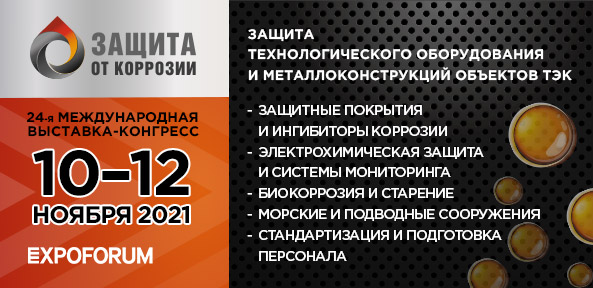 ЗАЩИТА
ОТ КОРРОЗИИ
24-я МЕЖДУНАРОДНАЯ
ВЫСТАВКА-КОНГРЕСС
10–12
НОЯБРЯ 2021
EXPOFORUM
ЗАЩИТА
ТЕХНОЛОГИЧЕСКОГО ОБОРУДОВАНИЯ
И МЕТАЛЛОКОНСТРУКЦИЙ ОБЪЕКТОВ ТЭК
- ЗАЩИТНЫЕ ПОКРЫТИЯ
И ИНГИБИТОРЫ КОРРОЗИИ
- ЭЛЕКТРОХИМИЧЕСКАЯ ЗАЩИТА
И СИСТЕМЫ МОНИТОРИНГА
- БИОКОРРОЗИЯ И СТАРЕНИЕ
- МОРСКИЕ И ПОДВОДНЫЕ СООРУЖЕНИЯ
- СТАНДАРТИЗАЦИЯ И ПОДГОТОВКА
ПЕРСОНАЛА